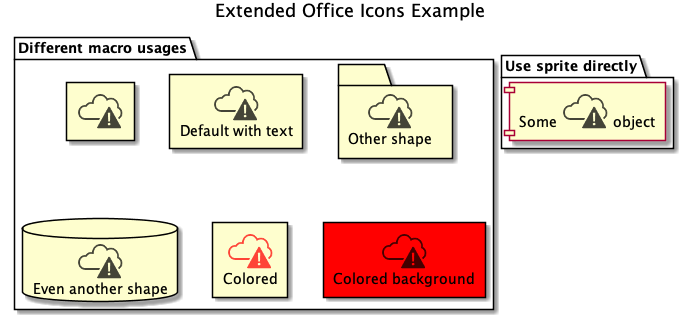 Extended Office Icons Example
Different macro usages
Use sprite directly
Default with text
Other shape
Some object
Even another shape
Colored
Colored background